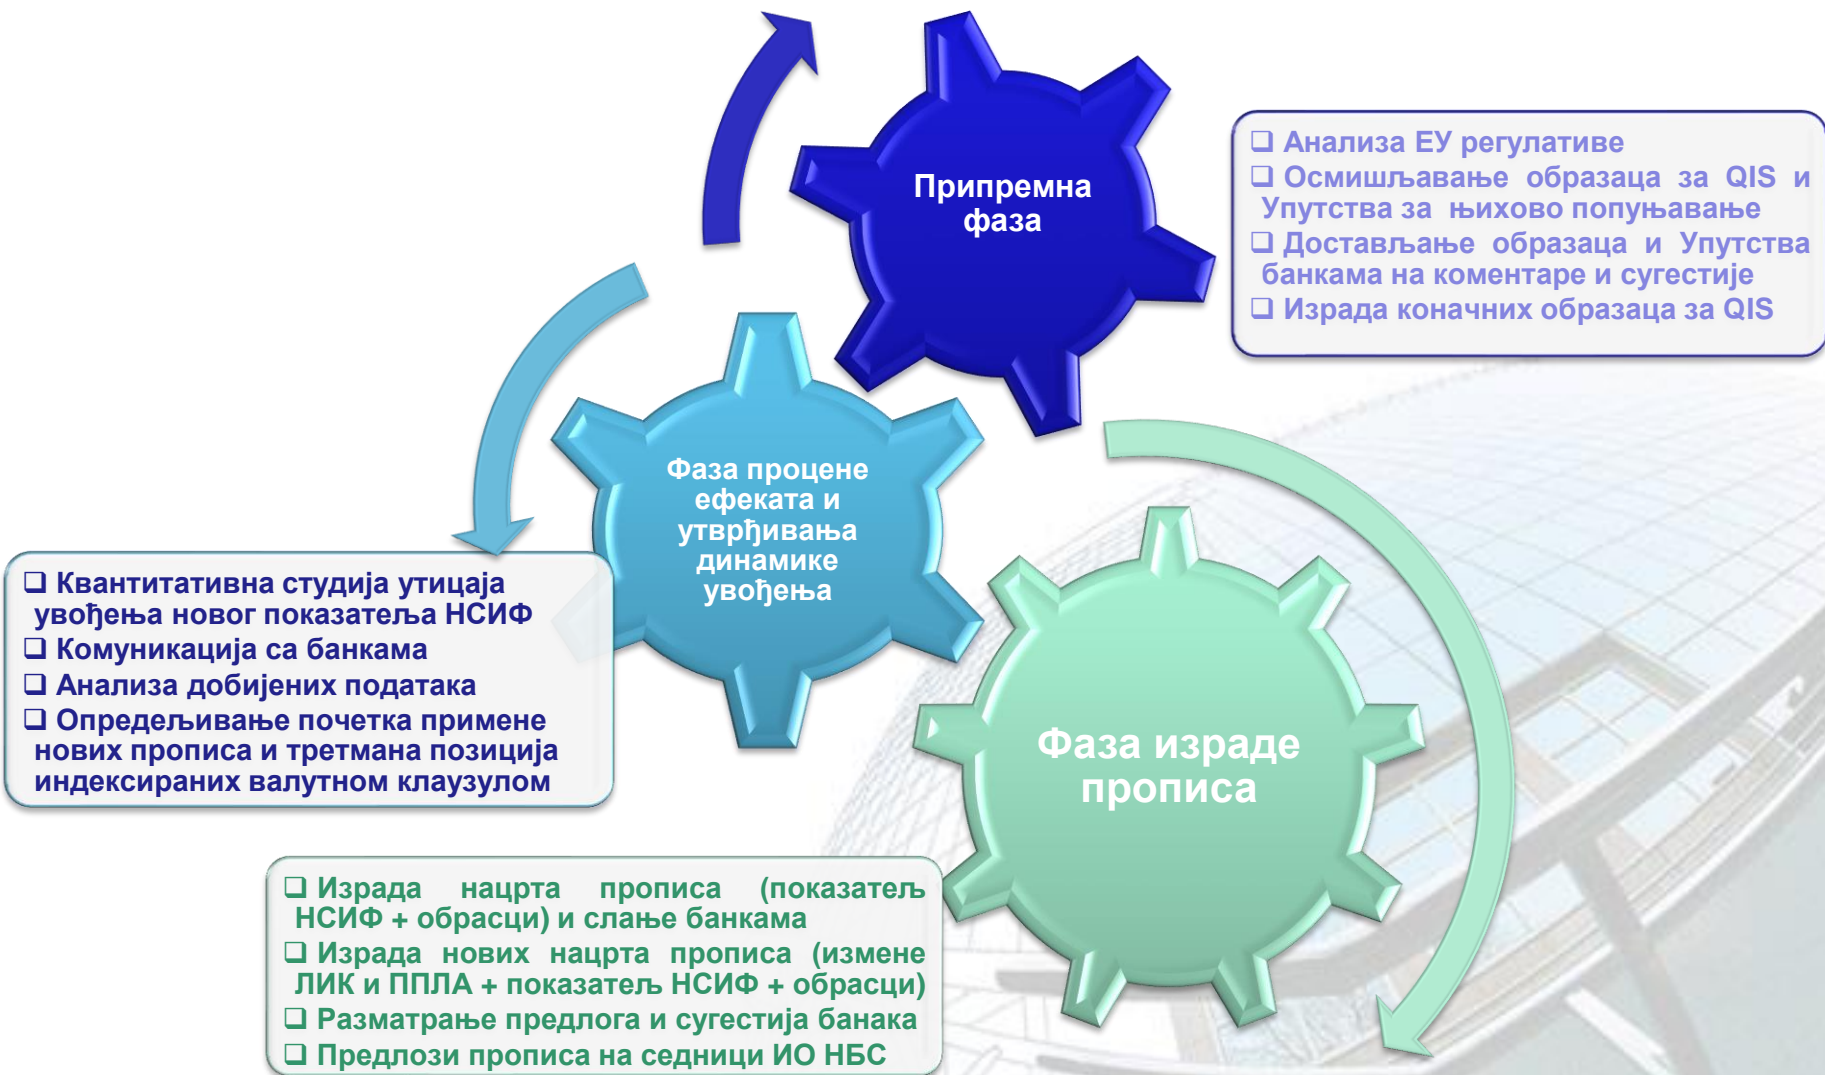 Припремна
фаза
❑ Анализа ЕУ регулативе
❑ Осмишљавање образаца за QIS и
Упутства за њихово попуњавање
❑ Достављање образаца и Упутства
банкама на коментаре и сугестије
❑ Израда коначних образаца за QIS
Фаза процене
ефеката и
утврђивања
динамике
увођења
❑ Квантитативна студија утицаја
увођења новог показатеља НСИФ
❑ Комуникација са банкама
❑ Анализа добијених података
❑ Опредељивање почетка примене
нових прописа и третмана позиција
индексираних валутном клаузулом
Фаза израде
прописа
❑ Израда нацрта прописа (показатељ
НСИФ + обрасци) и слање банкама
❑ Израда нових нацрта прописа (измене
ЛИК и ППЛА + показатељ НСИФ + обрасци)
❑ Разматрање предлога и сугестија банака
❑ Предлози прописа на седници ИО НБС